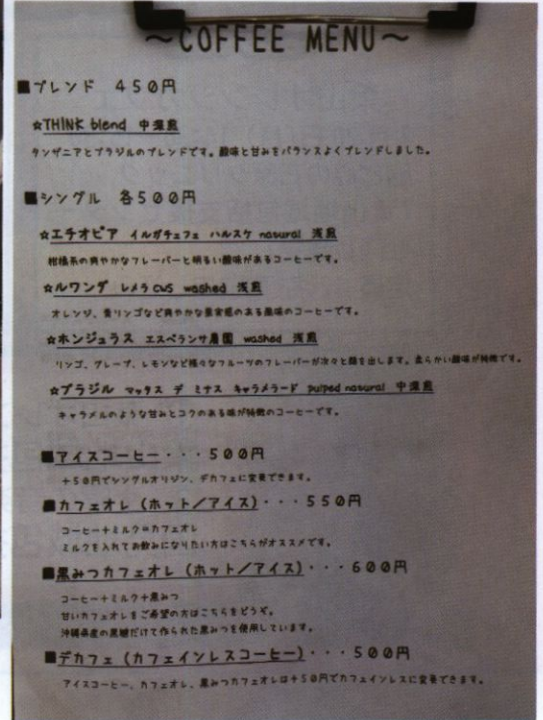 ～COFFEE MENU～
■ブレンド 450円
☆THINK blend 中深煎
タンザニアとブラジルのブレンドです。酸味と甘みをバランスよくブレンドしました。
■シングル 各500円
☆エチオピア イルガチェフェ ハルスケ natural 浅煎
柑橘系の爽やかなフレーバーと明るい酸味があるコーヒーです。
☆ルワンダ レメラCWS washed 浅煎
オレンジ、青リンゴなど爽やかな果実感のある風味のコーヒーです。
☆ホンジュラス エスペランサ農園 washed 浅煎
リンゴ、グレープ、レモンなど様々なフルーツのフレーバーが次々と顔を出します。柔らかい酸味が特徴です。
☆ブラジル マッタス デ ミナス キャラメラード pulped natural 中深煎
キャラメルのような甘みとコクのある味が特徴のコーヒーです。
■アイスコーヒー・・・500円
+50円でシングルオリジン、デカフェに変更できます。
■カフェオレ（ホット／アイス）・・・550円
コーヒー+ミルク=カフェオレ
ミルクを入れてお飲みになりたい方はこちらがオススメです。
■黒みつカフェオレ（ホット／アイス）・・・600円
コーヒー+ミルク+黒みつ
甘いカフェオレをご希望の方はこちらをどうぞ。
沖縄県産の黒糖だけで作られた黒みつを使用しています。
■デカフェ（カフェインレスコーヒー）・・・500円
アイスコーヒー、カフェオレ、黒みつカフェオレは+50円でカフェインレスに変更できます。